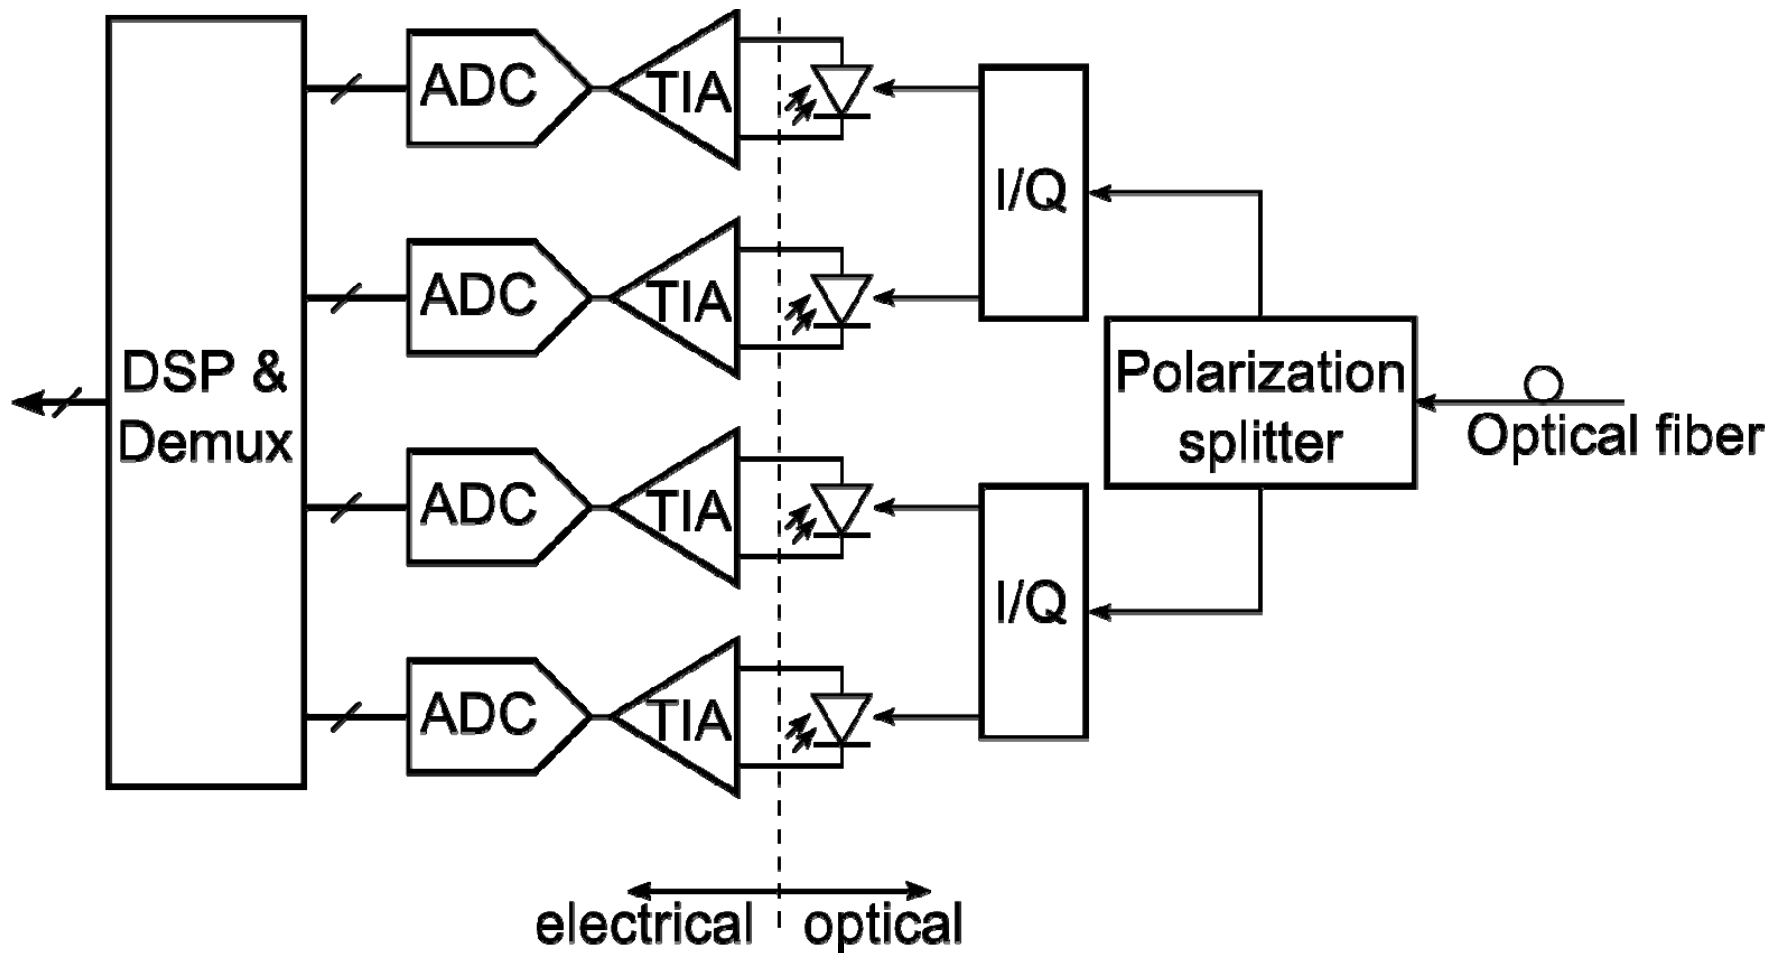 ADC
TIA
I/Q
ADC
TIA
DSP &
Demux
Polarization
splitter
Optical fiber
ADC
TIA
I/Q
ADC
TIA
electrical
optical